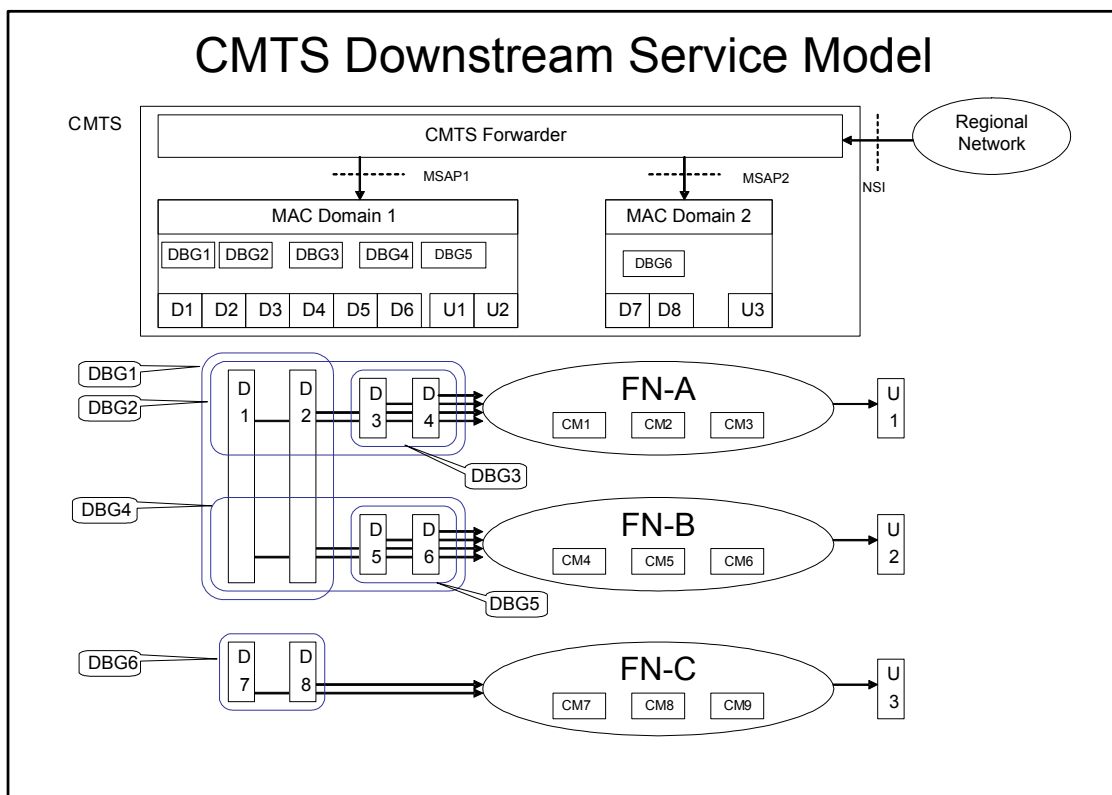 CMTS Downstream Service Model
CMTS
CMTS Forwarder
Regional
Network
MSAP1
MSAP2
NSI
MAC Domain 1
MAC Domain 2
DBG1 DBG2 DBG3 DBG4 DBG5
DBG6
D1 D2 D3 D4 D5 D6 U1 U2
D7 D8 U3
DBG1
DBG2
D
1
D
2
D
3
D
4
FN-A
CM1 CM2 CM3
U
1
DBG3
DBG4
D
5
D
6
FN-B
CM4 CM5 CM6
U
2
DBG5
DBG6
D
7
D
8
FN-C
CM7 CM8 CM9
U
3